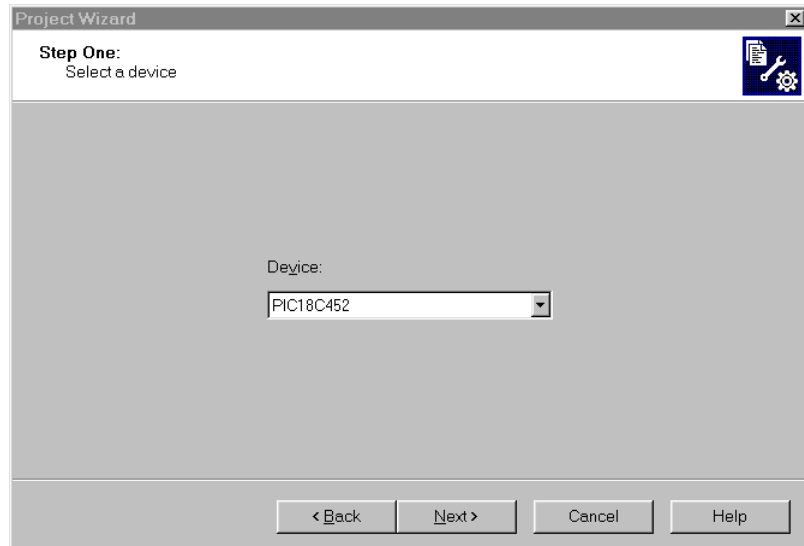 Project Wizard
Step One:
Select a device
Device:
PIC18C452
< Back Next > Cancel Help